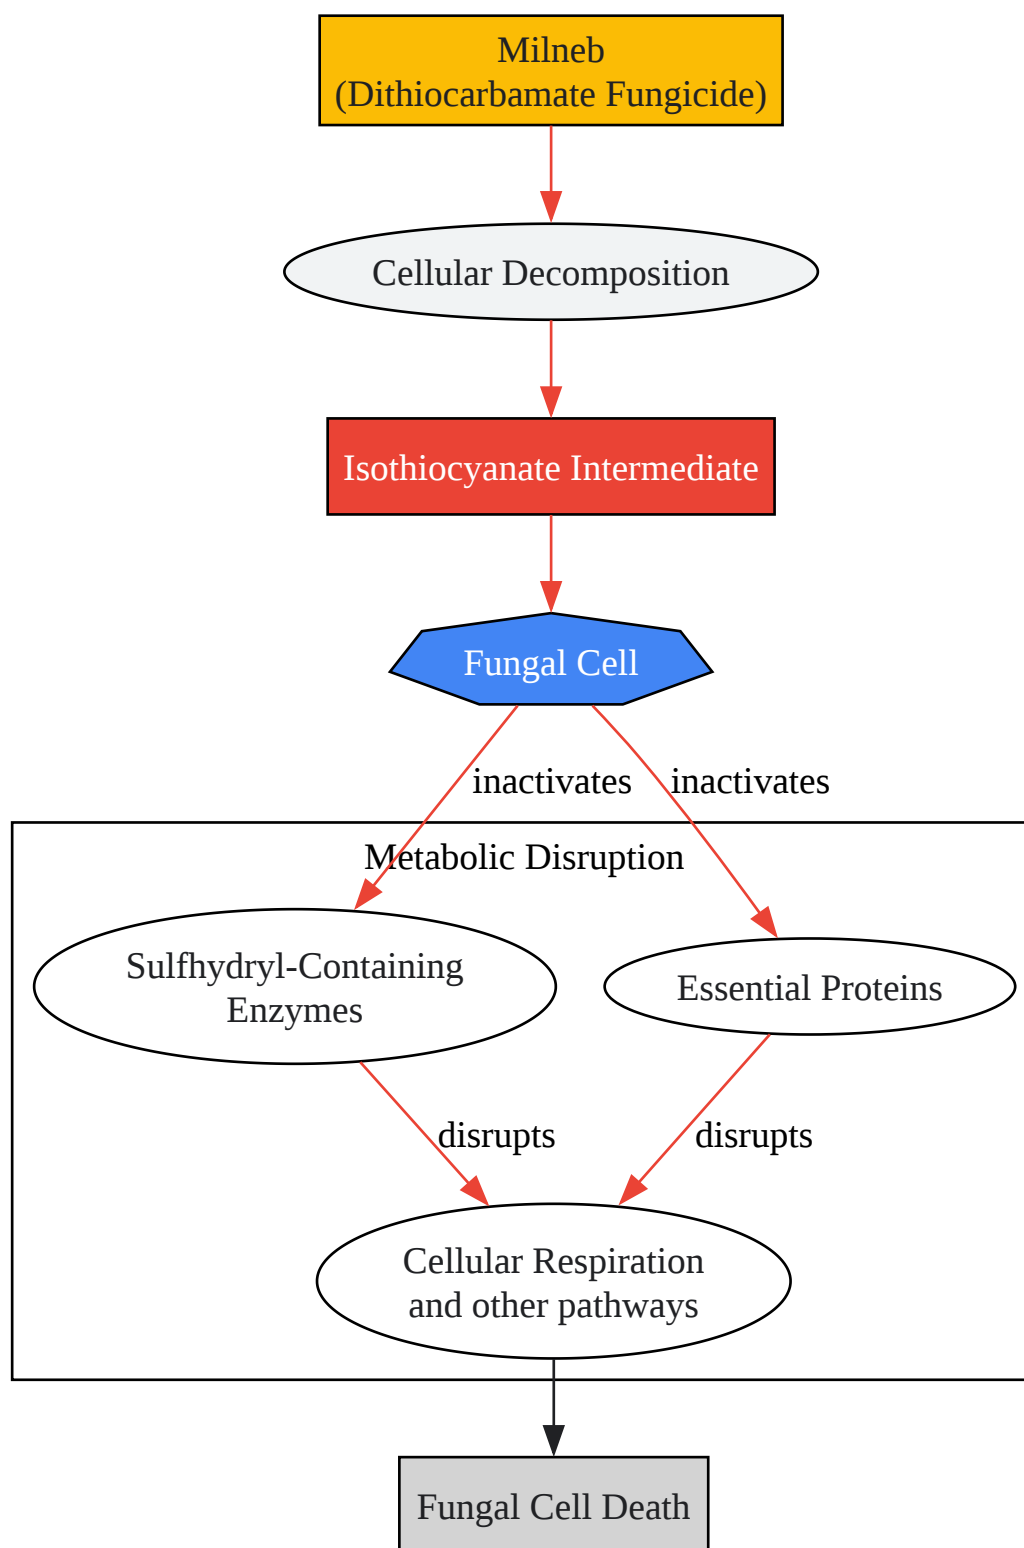 Milneb
(Dithiocarbamate Fungicide)
Cellular Decomposition
Isothiocyanate Intermediate
Fungal Cell
inactivates
inactivates
Metabolic Disruption
Sulfhydryl-Containing
Enzymes
Essential Proteins
disrupts
disrupts
Cellular Respiration
and other pathways
Fungal Cell Death